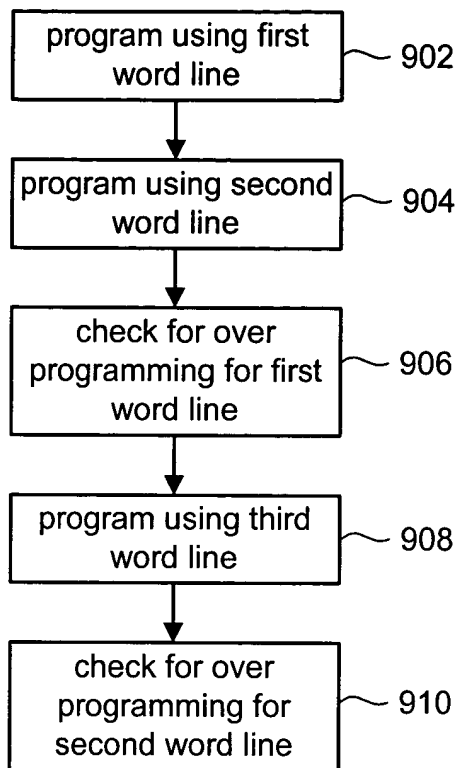 program using first
word line
902
program using second
word line
904
check for over
programming for first
word line
906
program using third
word line
908
check for over
programming for
second word line
910